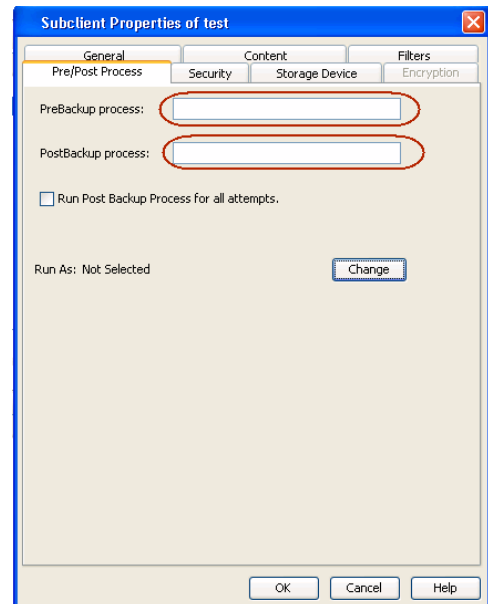 Subclient Properties of test
General Content Filters
Pre/Post Process Security Storage Device Encryption
PreBackup process:
PostBackup process:
Run Post Backup Process for all attempts.
Run As: Not Selected Change
OK Cancel Help